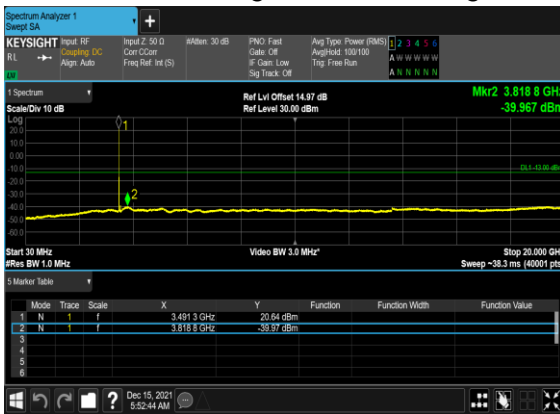 Spectrum Analyzer 1
Swept SA
+
KEYSIGHT Input: RF Input Z: 50 Ω #Atten: 30 dB PNO: Fast Avg Type: Power (RMS) 1 2 3 4 5 6
RL Coupling: DC Corr CCorr Gate: Off Avg|Hold: 100/100 A W W W W W
Align: Auto Freq Ref: Int (S) IF Gain: Low Trig: Free Run
Sig Track: Off A N N N N N
1 Spectrum Ref Lvl Offset 14.97 dB Mkr2 3.818 8 GHz
Scale/Div 10 dB Ref Level 30.00 dBm -39.967 dBm
Log
20.0
10.0
0.00
-10.0
DL1 -13.00 dBm
-20.0
-30.0
-40.0
-50.0
-60.0
1
2
Start 30 MHz Video BW 3.0 MHz* Stop 20.000 GH
#Res BW 1.0 MHz Sweep ~38.3 ms (40001 pts
5 Marker Table
Mode Trace Scale X Y Function Function Width Function Value
1 N 1 f 3.491 3 GHz 20.64 dBm
2 N 1 f 3.818 8 GHz -39.97 dBm
3
4
5
6
? Dec 15, 2021
5:52:44 AM